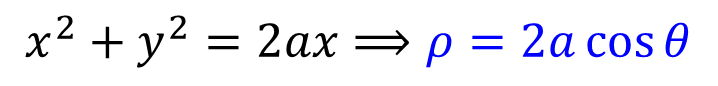 x² + y² = 2ax ⟹ ρ = 2a cos θ